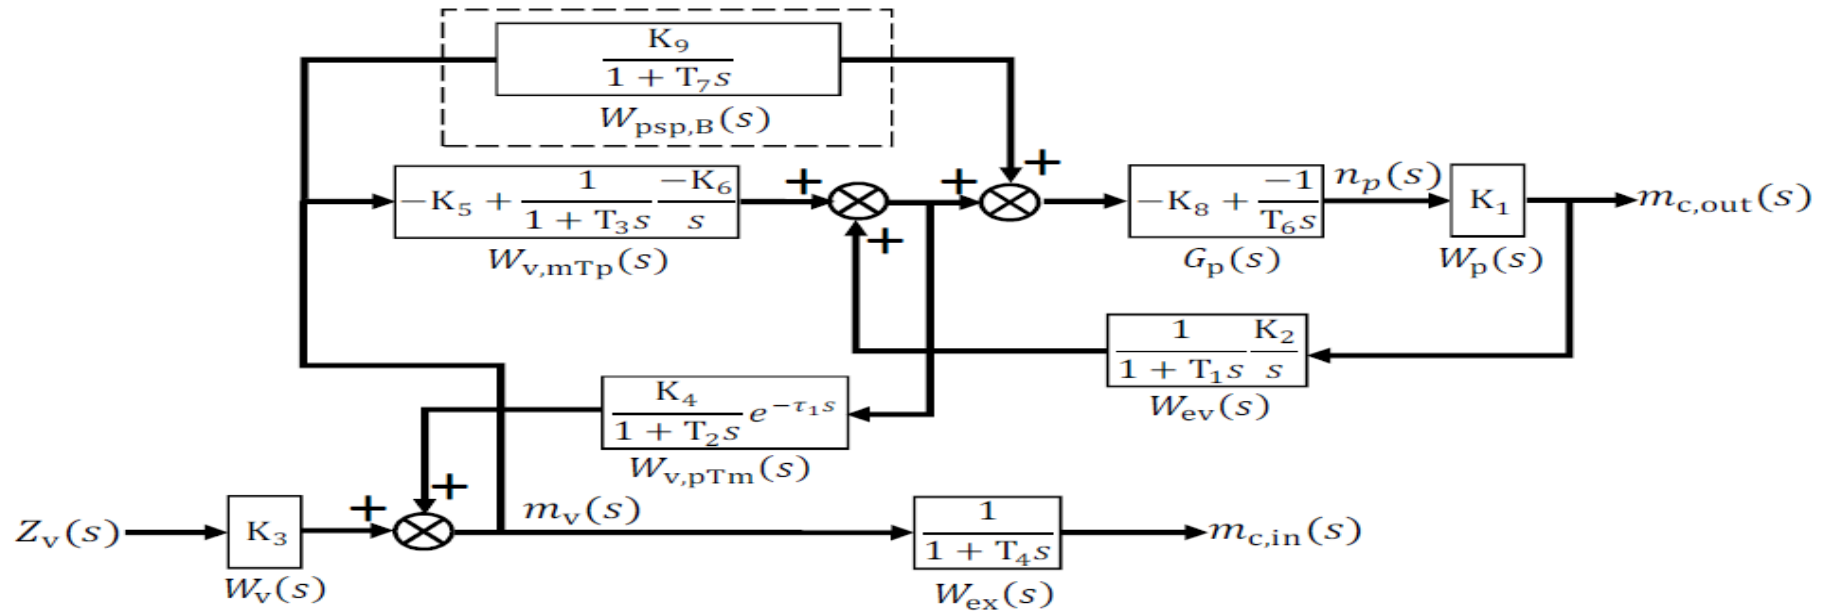 K₉
1 + T₇s
W_psp,B(s)
+
−K₅ + 1 −K₆
1 + T₃s s
W_v,mTp(s)
+
+
+
−K₈ + −1
T₆s
G_p(s)
n_p(s)
K₁
W_p(s)
m_c,out(s)
1 K₂
1 + T₁s s
W_ev(s)
K₄
1 + T₂s e^−τ₁s
W_v,pTm(s)
Z_v(s)
K₃
W_v(s)
+
+
m_v(s)
1
1 + T₄s
W_ex(s)
m_c,in(s)